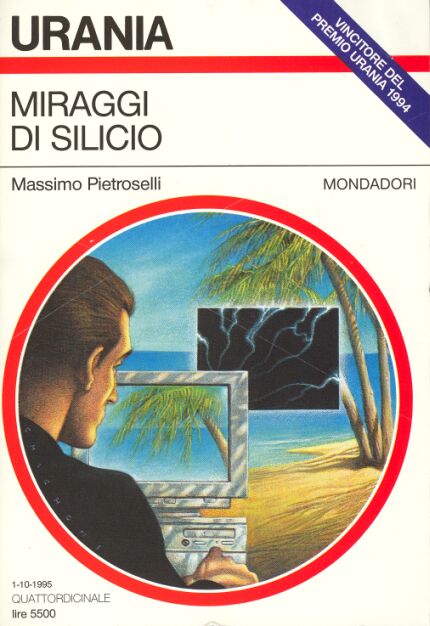 URANIA
VINCITORE DEL
PREMIO URANIA 1994
MIRAGGI
DI SILICIO
Massimo Pietroselli
MONDADORI
1-10-1995
QUATTORDICINALE
lire 5500